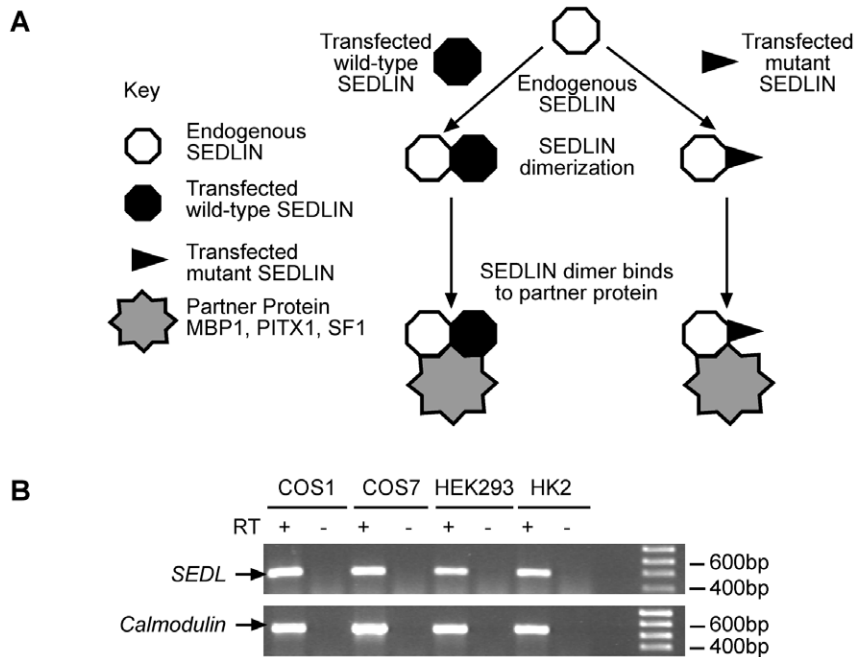 A
Transfected
wild-type
SEDLIN
Transfected
mutant
SEDLIN
Endogenous
SEDLIN
Key
Endogenous
SEDLIN
SEDLIN
dimerization
Transfected
wild-type SEDLIN
Transfected
mutant SEDLIN
SEDLIN dimer binds
to partner protein
Partner Protein
MBP1, PITX1, SF1
B
COS1 COS7 HEK293 HK2
RT + - + - + - + -
SEDL
600bp
400bp
Calmodulin
600bp
400bp